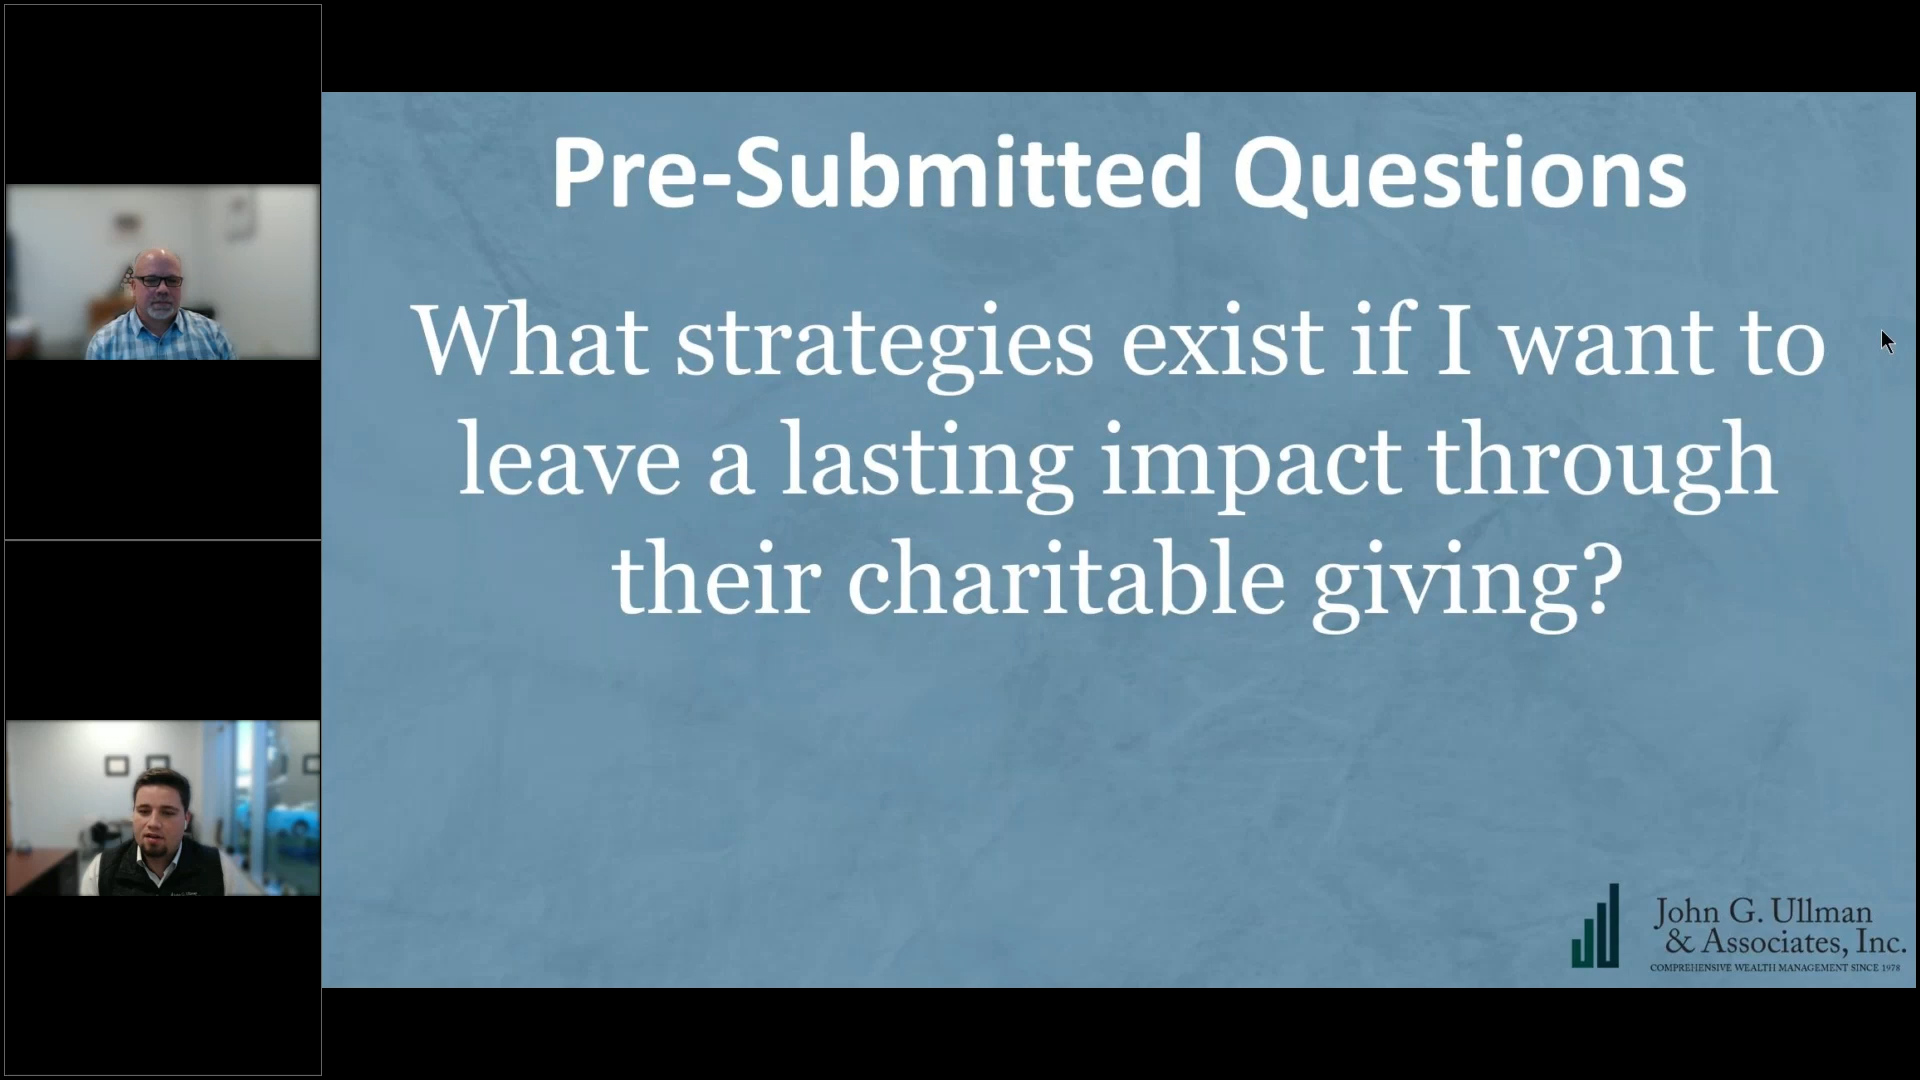 Pre-Submitted Questions
What strategies exist if I want to
leave a lasting impact through
their charitable giving?
John G. Ullman
& Associates, Inc.
COMPREHENSIVE WEALTH MANAGEMENT SINCE 1978